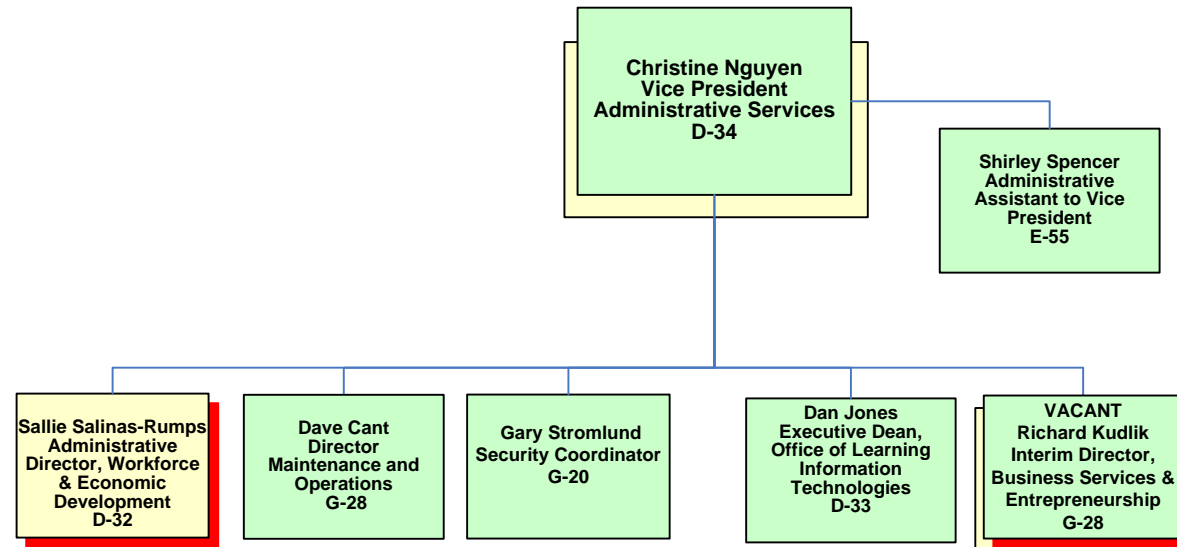 Christine Nguyen
Vice President
Administrative Services
D-34
Shirley Spencer
Administrative
Assistant to Vice
President
E-55
Sallie Salinas-Rumps
Administrative
Director, Workforce
& Economic
Development
D-32
Dave Cant
Director
Maintenance and
Operations
G-28
Gary Stromlund
Security Coordinator
G-20
Dan Jones
Executive Dean,
Office of Learning
Information
Technologies
D-33
VACANT
Richard Kudlik
Interim Director,
Business Services &
Entrepreneurship
G-28